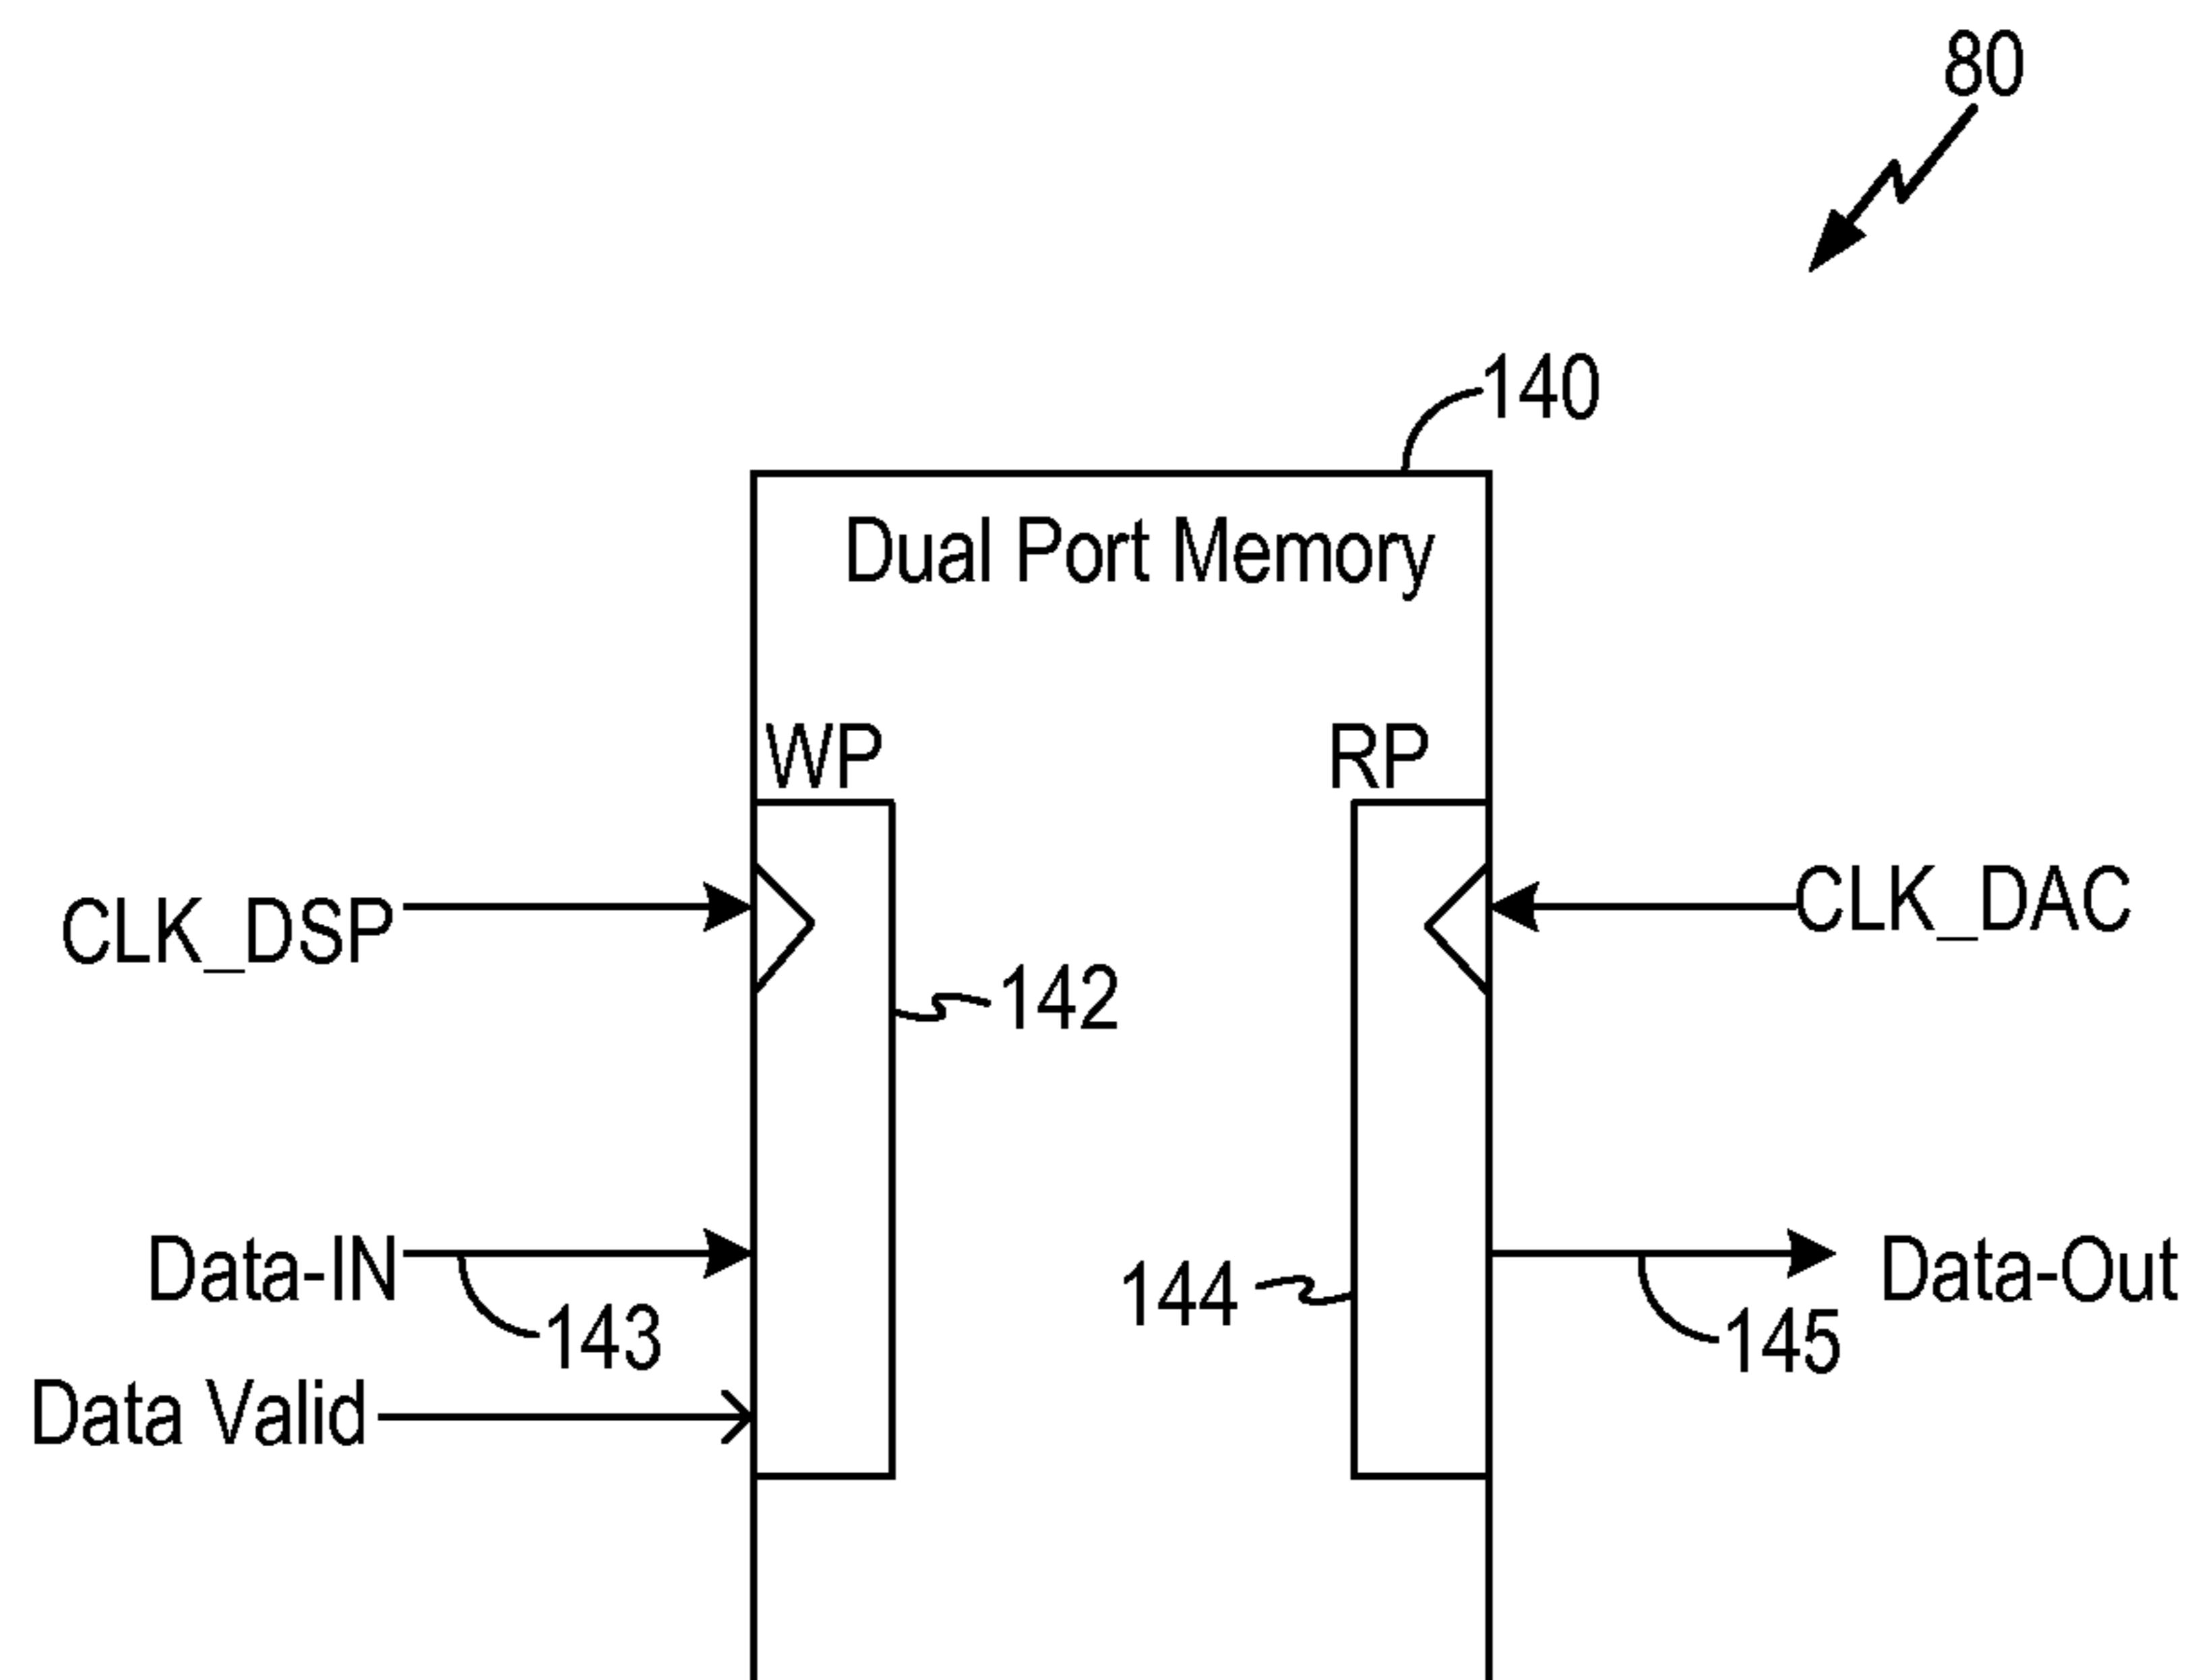 80
140
Dual Port Memory
WP
RP
CLK_DSP
CLK_DAC
142
Data-IN
143
144
Data-Out
145
Data Valid